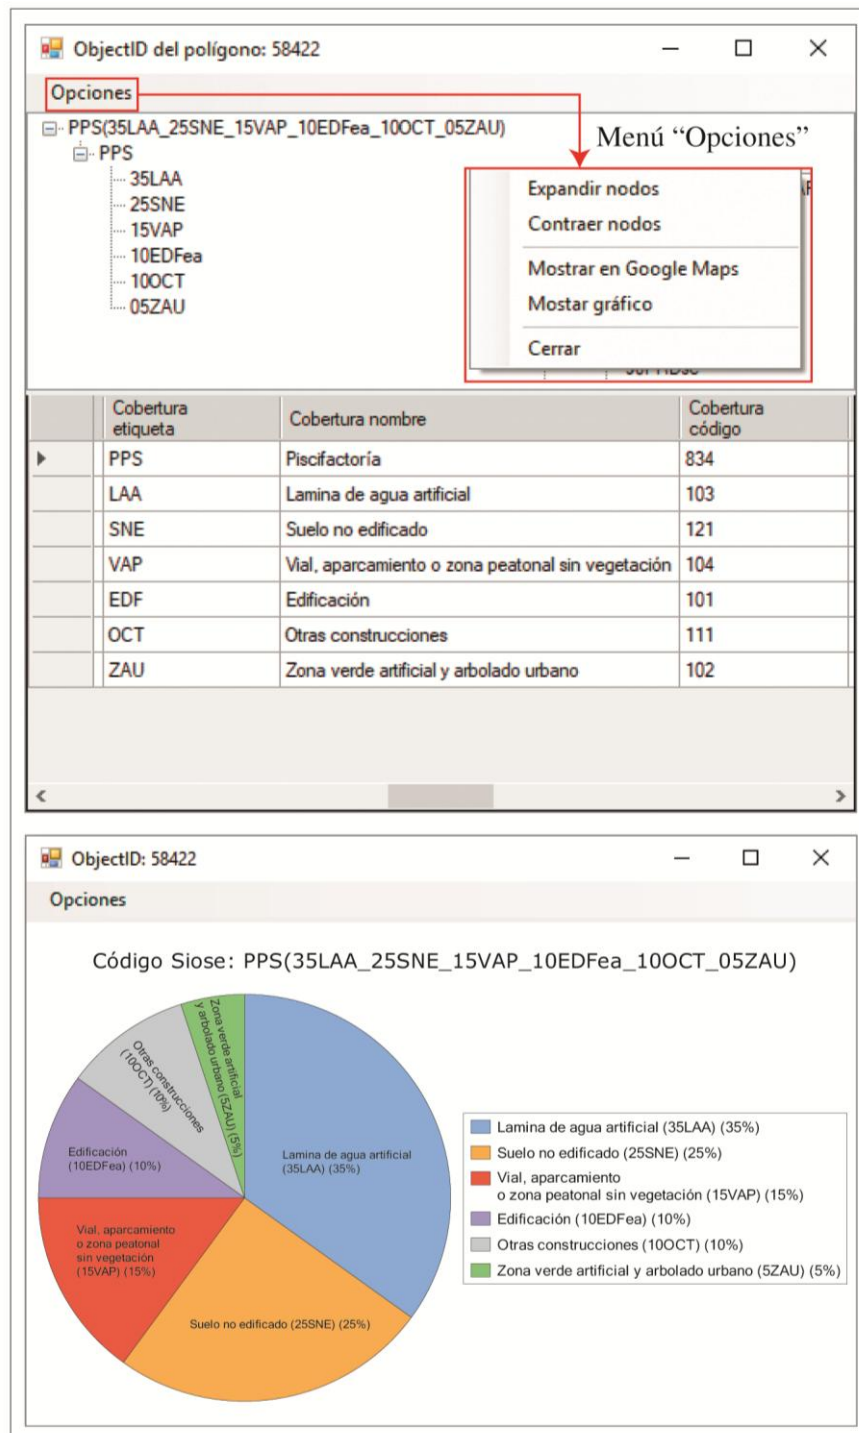 ObjectID del polígono: 58422
Opciones
PPS(35LAA_25SNE_15VAP_10EDFea_10OCT_05ZAU)
PPS
35LAA
25SNE
15VAP
10EDFea
10OCT
05ZAU
Menú “Opciones”
Expandir nodos
Contraer nodos
Mostrar en Google Maps
Mostar gráfico
Cerrar
Cobertura
etiqueta
Cobertura nombre
Cobertura
código
PPS Piscifactoría 834
LAA Lamina de agua artificial 103
SNE Suelo no edificado 121
VAP Vial, aparcamiento o zona peatonal sin vegetación 104
EDF Edificación 101
OCT Otras construcciones 111
ZAU Zona verde artificial y arbolado urbano 102
ObjectID: 58422
Opciones
Código Siose: PPS(35LAA_25SNE_15VAP_10EDFea_10OCT_05ZAU)
Zona verde artificial
y arbolado urbano (5ZAU) (5%)
Otras construcciones
(10OCT) (10%)
Edificación
(10EDFea) (10%)
Lamina de agua artificial
(35LAA) (35%)
Vial, aparcamiento
o zona peatonal
sin vegetación
(15VAP) (15%)
Suelo no edificado (25SNE) (25%)
Lamina de agua artificial (35LAA) (35%)
Suelo no edificado (25SNE) (25%)
Vial, aparcamiento
o zona peatonal sin vegetación (15VAP) (15%)
Edificación (10EDFea) (10%)
Otras construcciones (10OCT) (10%)
Zona verde artificial y arbolado urbano (5ZAU) (5%)